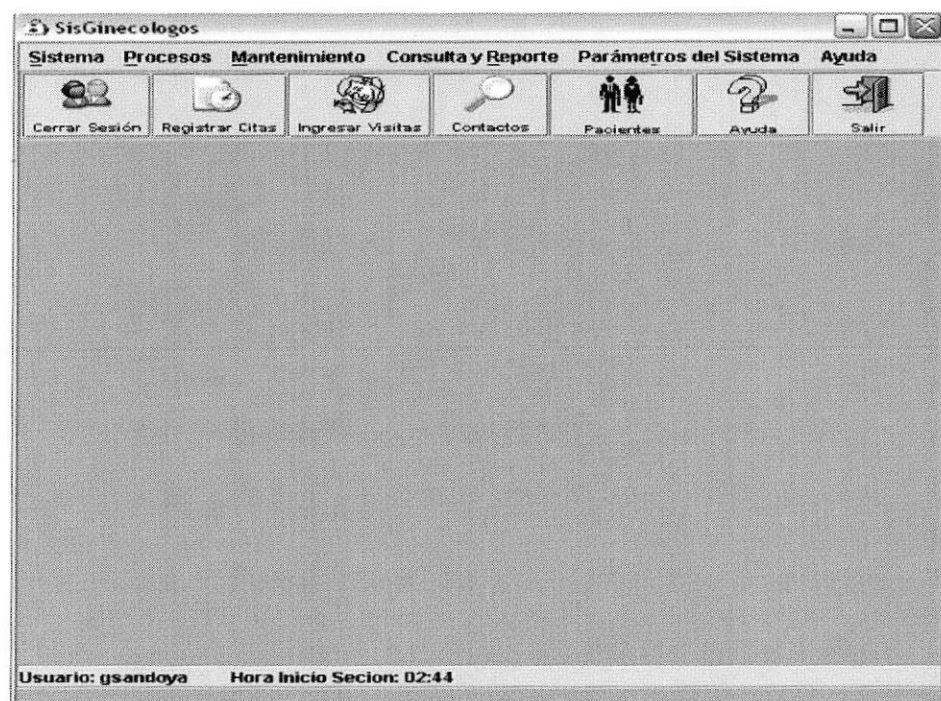 SisGinecologos
Sistema Procesos Mantenimiento Consulta y Reporte Parámetros del Sistema Ayuda
Cerrar Sesión Registrar Citas Ingresar Visitas Contactos Pacientes Ayuda Salir
Usuario: gsandoya Hora Inicio Secion: 02:44